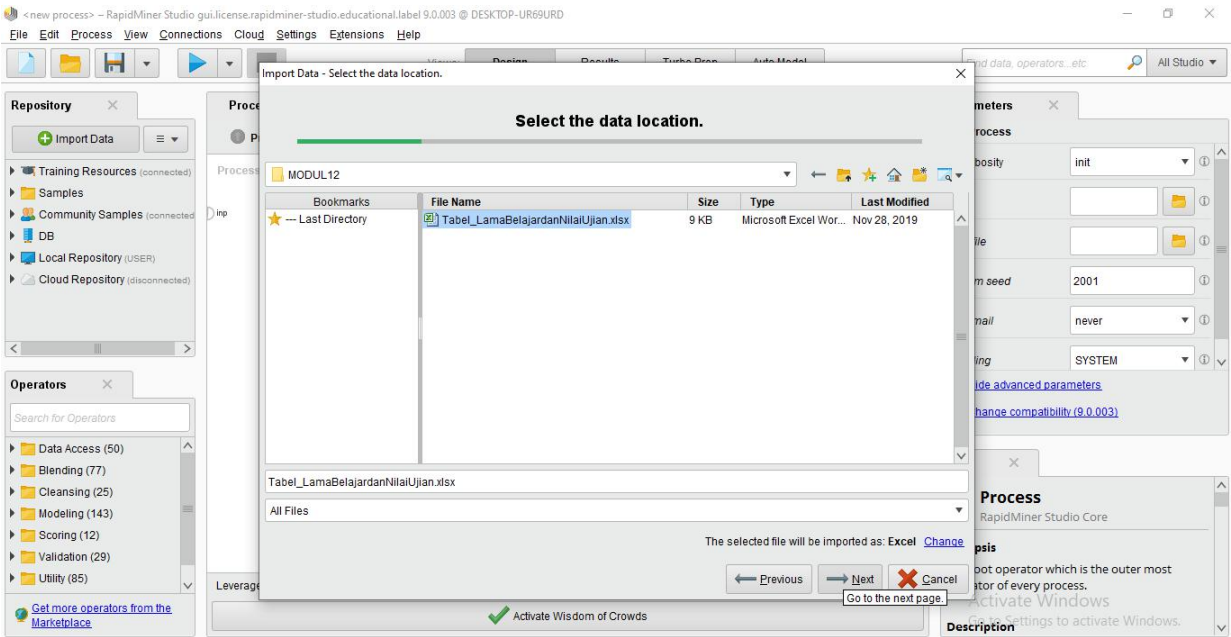 <new process> – RapidMiner Studio gui.license.rapidminer-studio.educational.label 9.0.003 @ DESKTOP-UR69URD
File Edit Process View Connections Cloud Settings Extensions Help
Design Results Turbo Prep Auto Model
Find data, operators...etc
All Studio
Repository
Import Data
Training Resources (connected)
Samples
Community Samples (connected
DB
Local Repository (USER)
Cloud Repository (disconnected)
Operators
Search for Operators
Data Access (50)
Blending (77)
Cleansing (25)
Modeling (143)
Scoring (12)
Validation (29)
Utility (85)
Get more operators from the
Marketplace
Proce
P
Process
inp
Leverage
Activate Wisdom of Crowds
Import Data - Select the data location.
Select the data location.
MODUL12
Bookmarks
--- Last Directory
File Name Size Type Last Modified
Tabel_LamaBelajardanNilaiUjian.xlsx 9 KB Microsoft Excel Wor... Nov 28, 2019
Tabel_LamaBelajardanNilaiUjian.xlsx
All Files
The selected file will be imported as: Excel Change
Previous Next Cancel
Go to the next page.
meters
rocess
bosity init
ile
m seed 2001
mail never
ing SYSTEM
ide advanced parameters
hange compatibility (9.0.003)
Process
RapidMiner Studio Core
psis
oot operator which is the outer most
ator of every process.
Activate Windows
Go to Settings to activate Windows.
Description